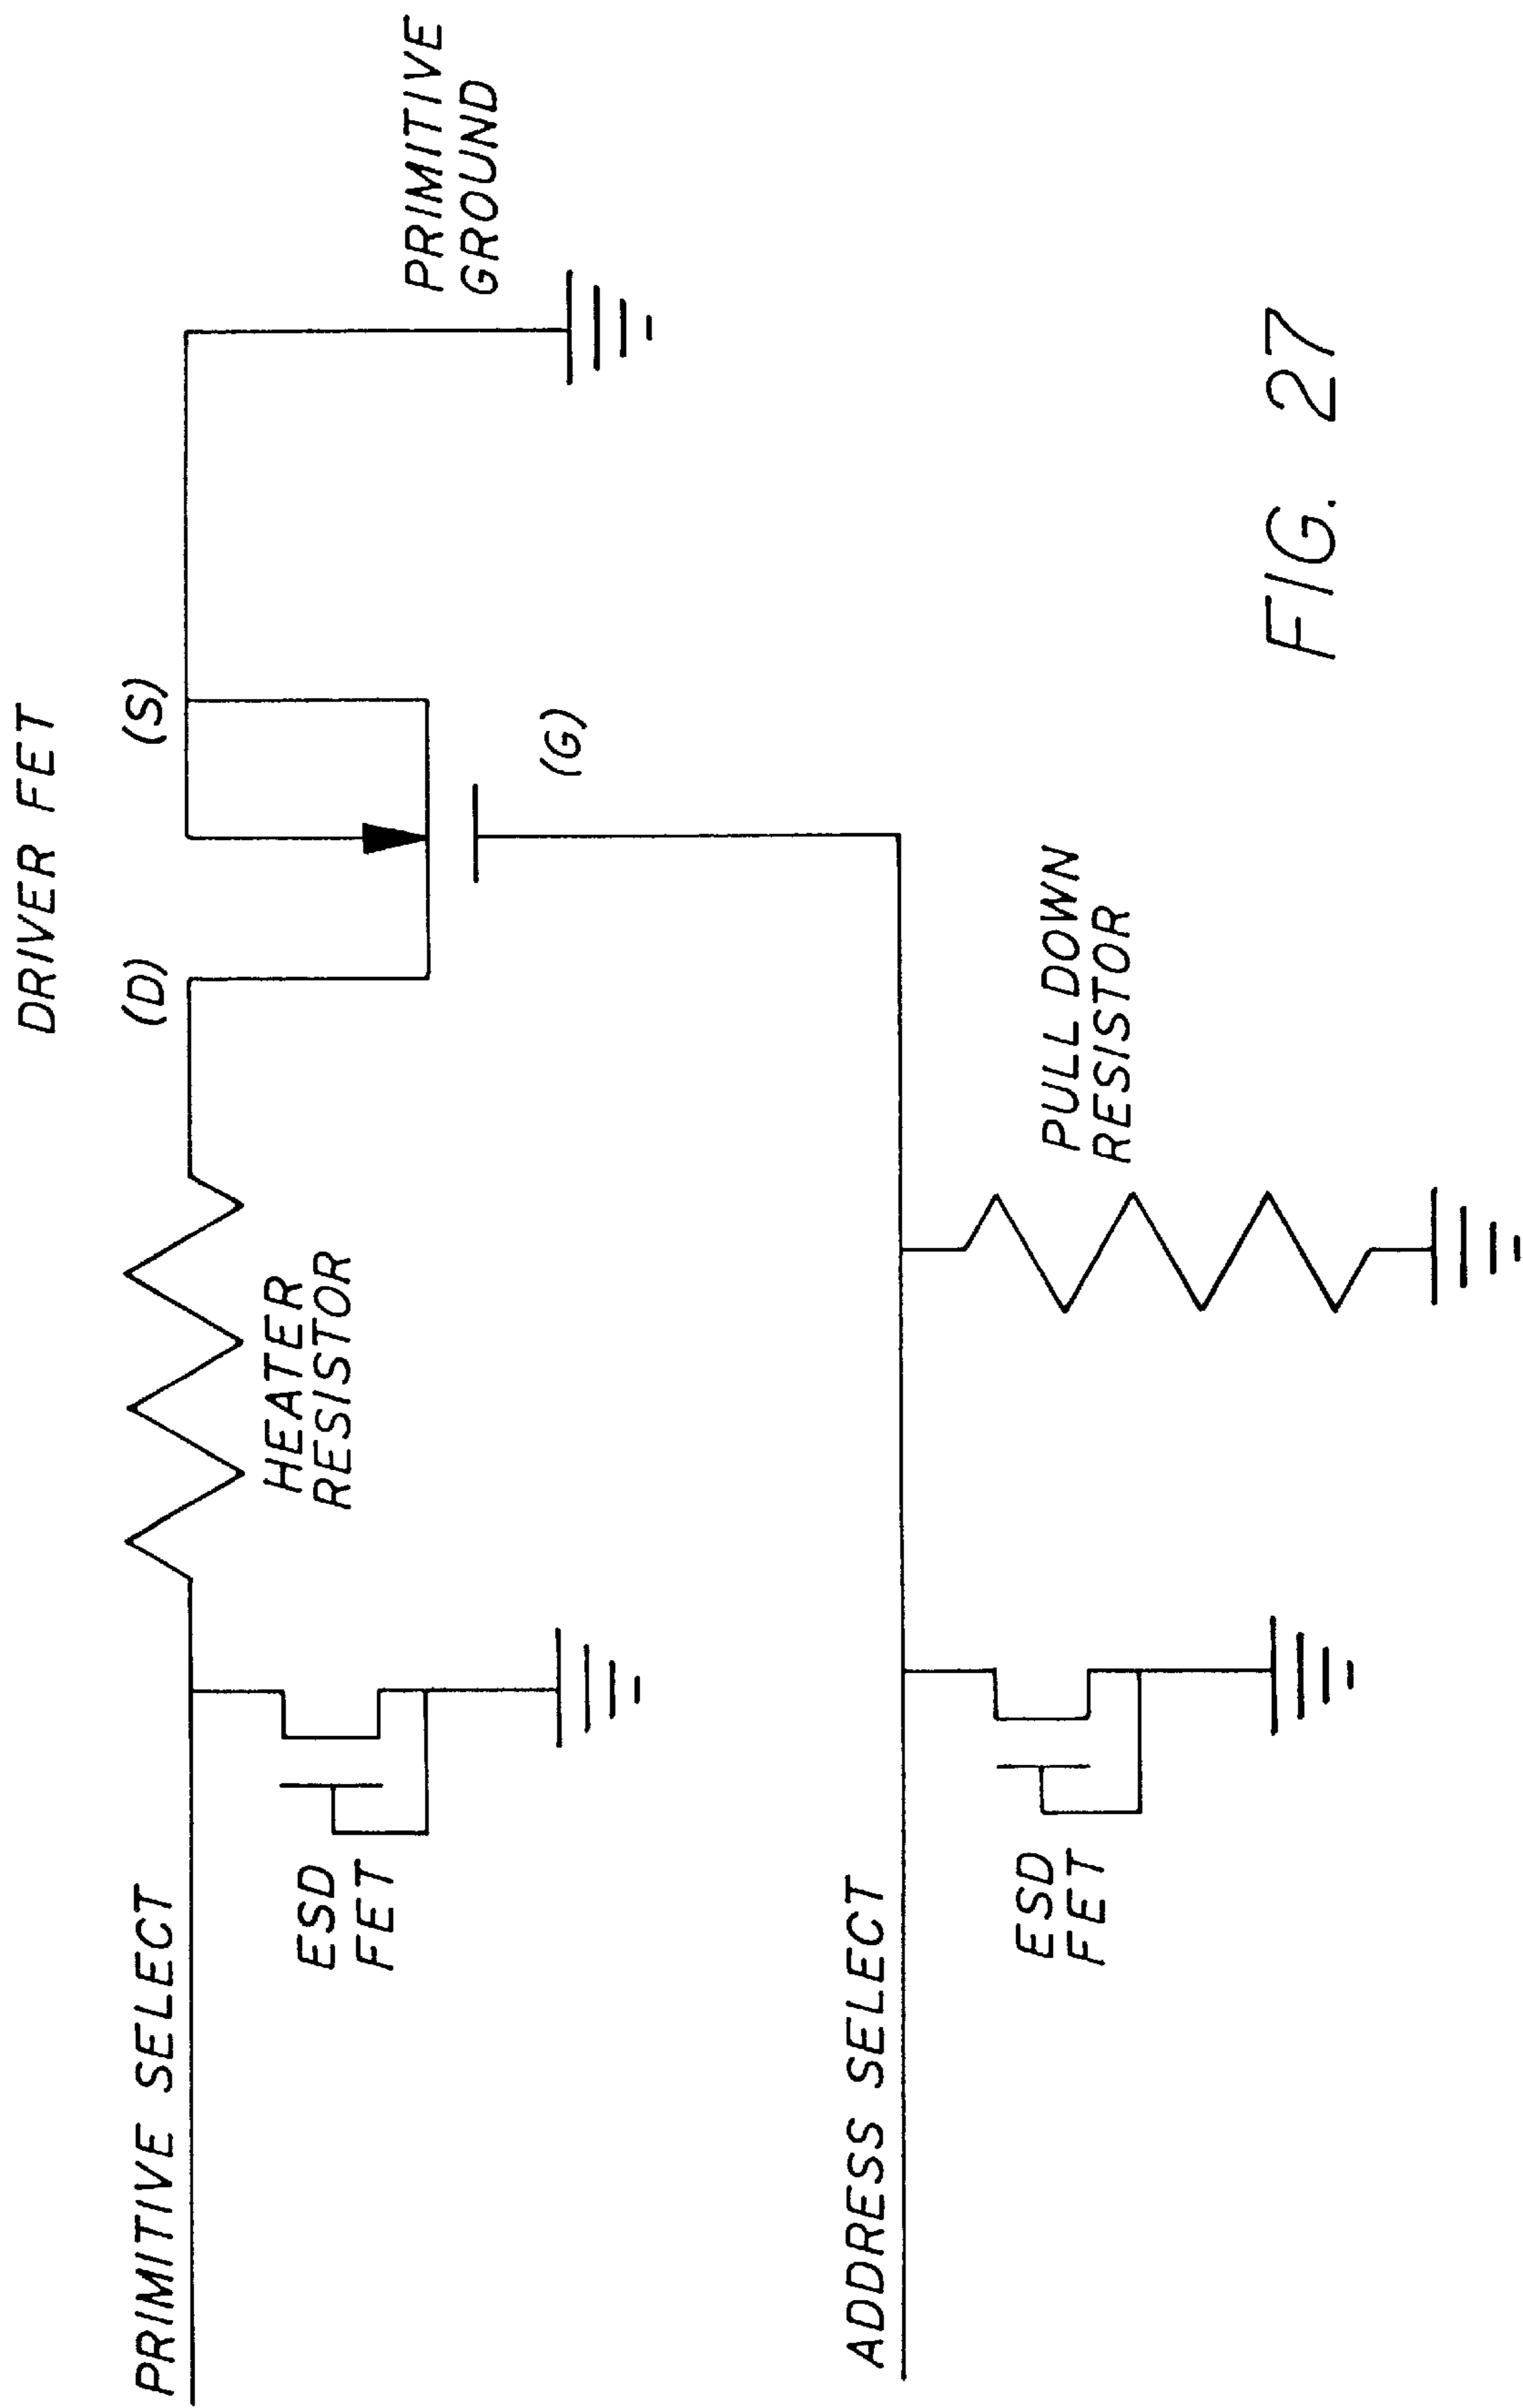 DRIVER FET
PRIMITIVE SELECT
(D)
(S)
HEATER
RESISTOR
ESD
FET
PRIMITIVE
GROUND
(G)
ADDRESS SELECT
ESD
FET
PULL DOWN
RESISTOR
FIG. 27